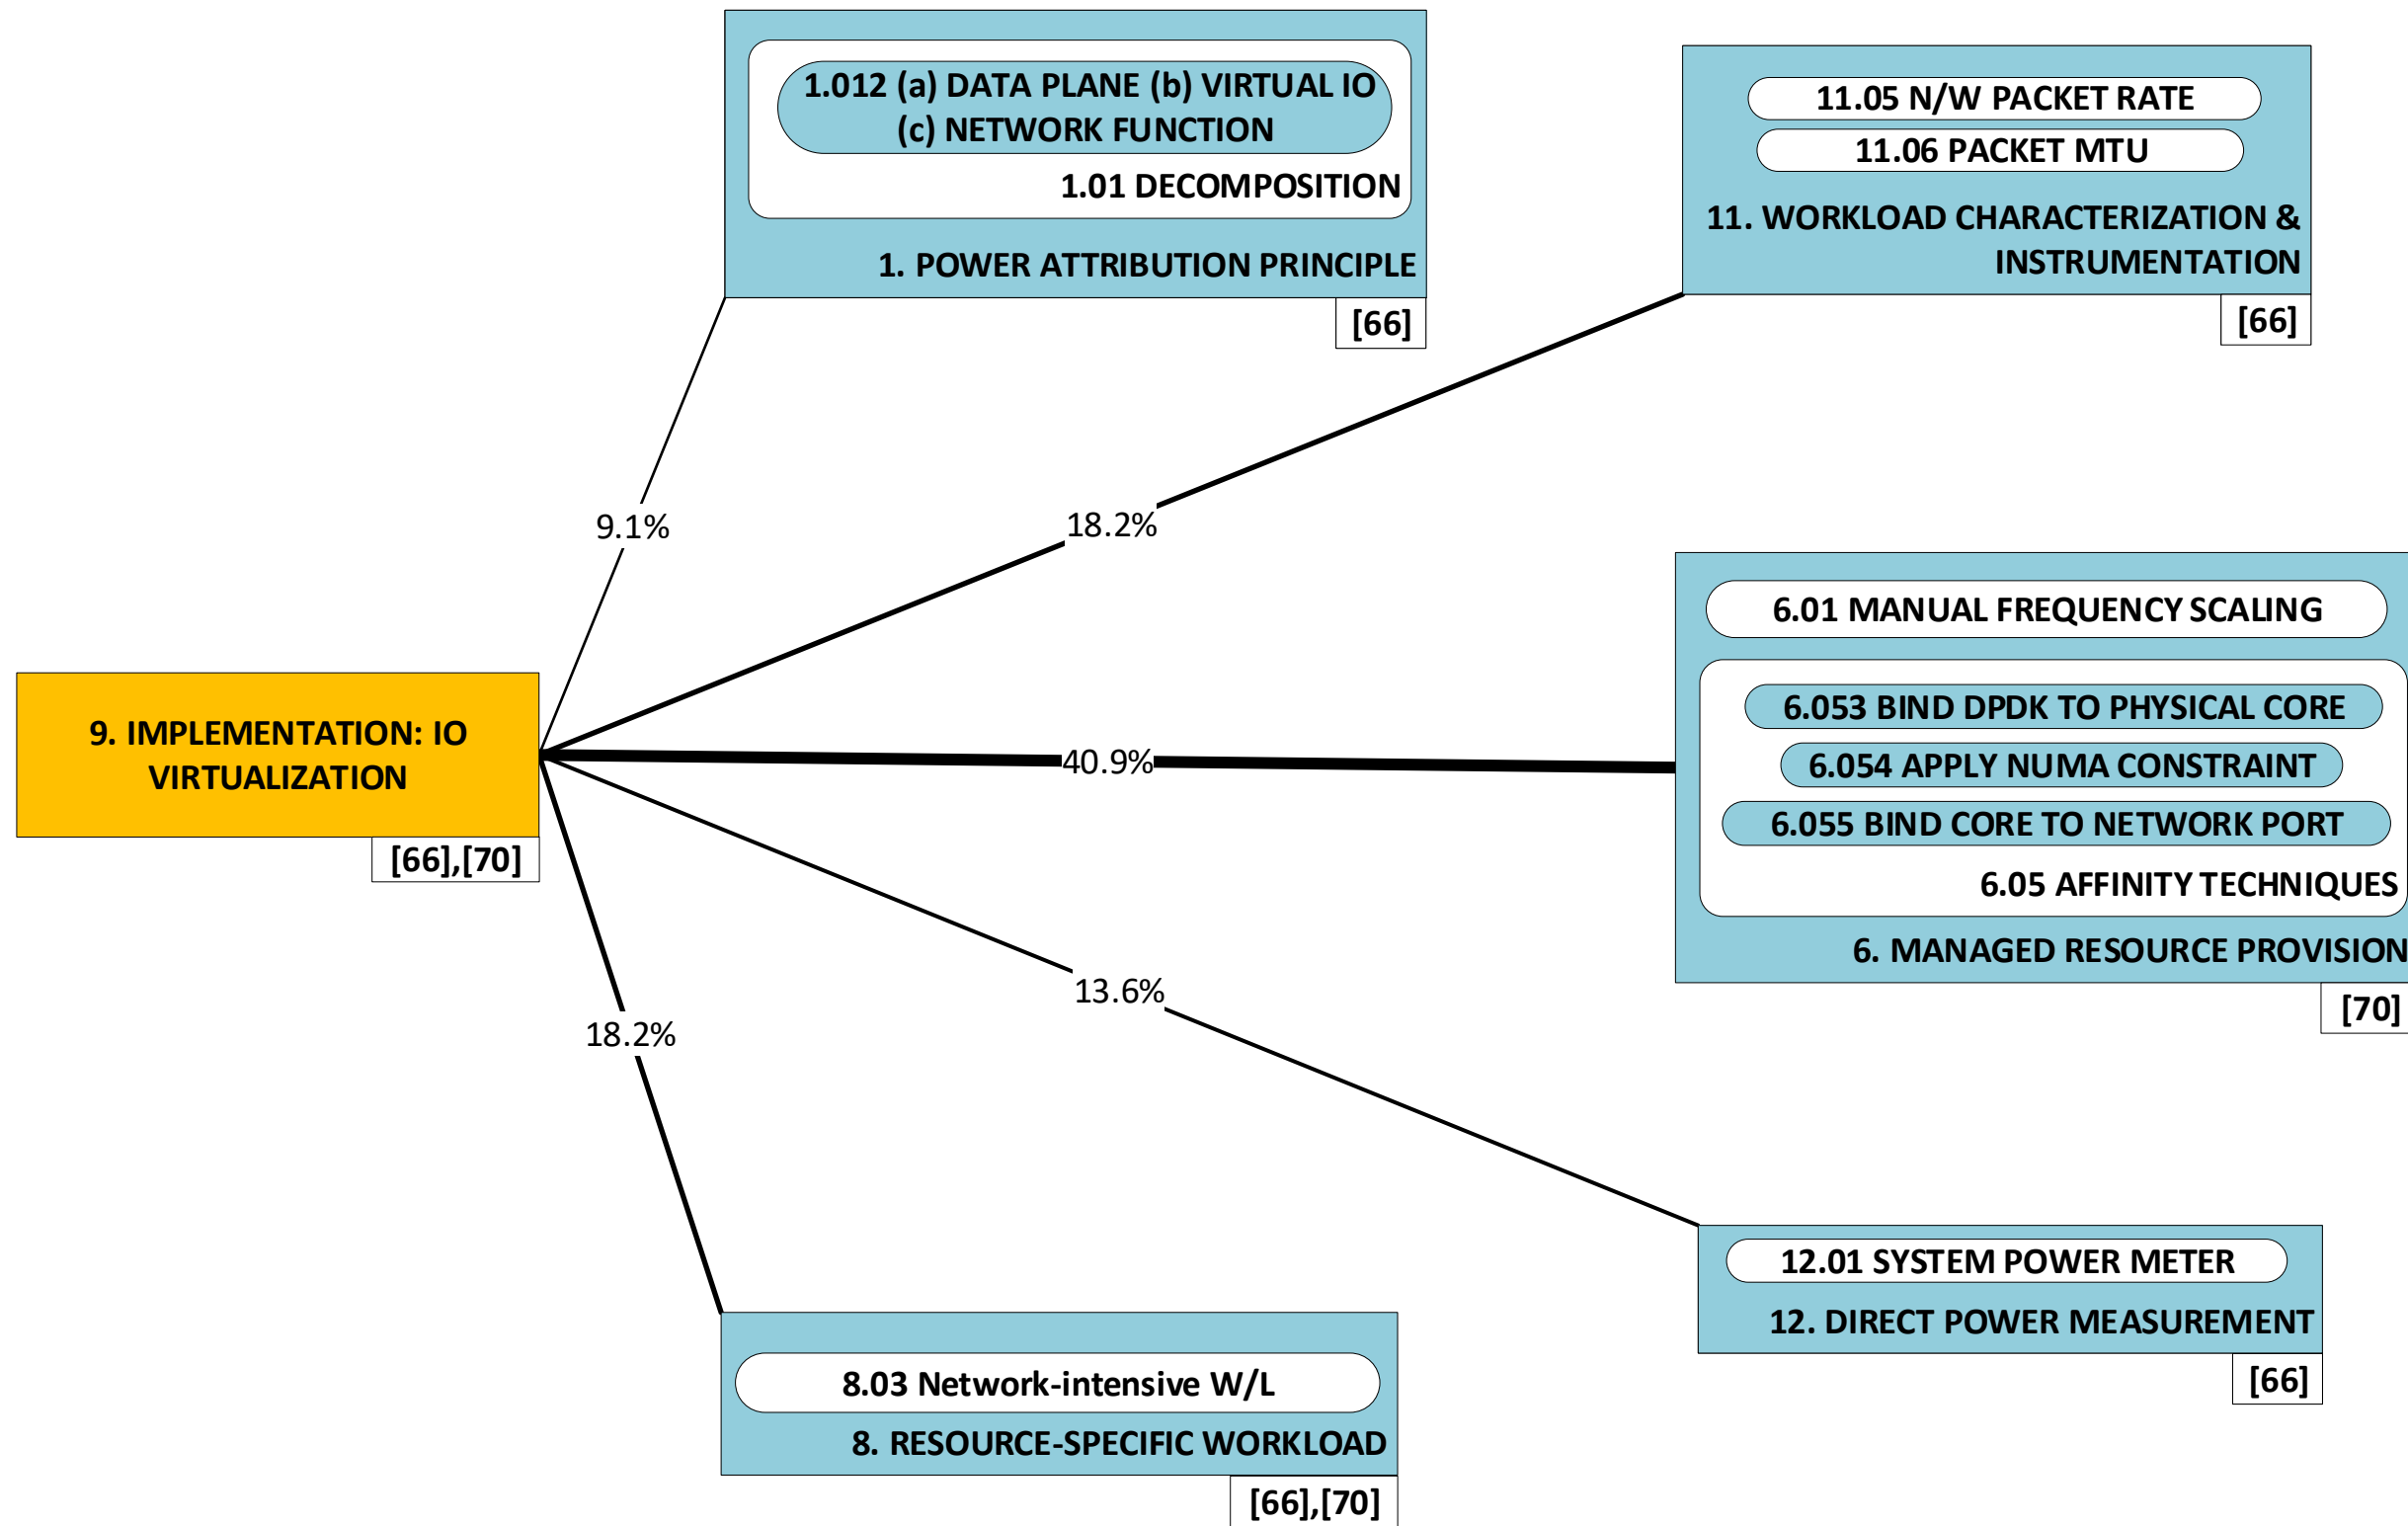 1.012 (a) DATA PLANE (b) VIRTUAL IO
(c) NETWORK FUNCTION
1.01 DECOMPOSITION
1. POWER ATTRIBUTION PRINCIPLE
[66]
11.05 N/W PACKET RATE
11.06 PACKET MTU
11. WORKLOAD CHARACTERIZATION &
INSTRUMENTATION
[66]
9.1%
18.2%
6.01 MANUAL FREQUENCY SCALING
6.053 BIND DPDK TO PHYSICAL CORE
6.054 APPLY NUMA CONSTRAINT
6.055 BIND CORE TO NETWORK PORT
6.05 AFFINITY TECHNIQUES
6. MANAGED RESOURCE PROVISION
[70]
9. IMPLEMENTATION: IO
VIRTUALIZATION
[66],[70]
40.9%
13.6%
18.2%
12.01 SYSTEM POWER METER
12. DIRECT POWER MEASUREMENT
[66]
8.03 Network-intensive W/L
8. RESOURCE-SPECIFIC WORKLOAD
[66],[70]